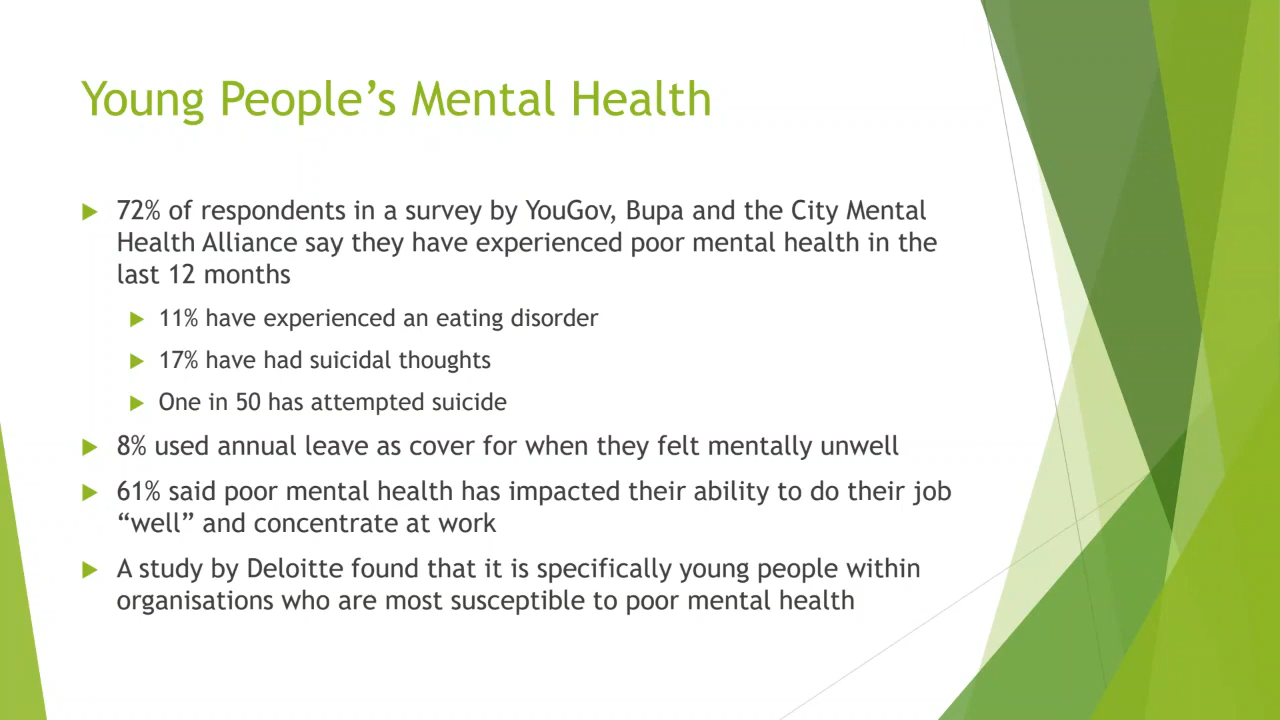 Young People’s Mental Health
72% of respondents in a survey by YouGov, Bupa and the City Mental
Health Alliance say they have experienced poor mental health in the
last 12 months
11% have experienced an eating disorder
17% have had suicidal thoughts
One in 50 has attempted suicide
8% used annual leave as cover for when they felt mentally unwell
61% said poor mental health has impacted their ability to do their job
“well” and concentrate at work
A study by Deloitte found that it is specifically young people within
organisations who are most susceptible to poor mental health